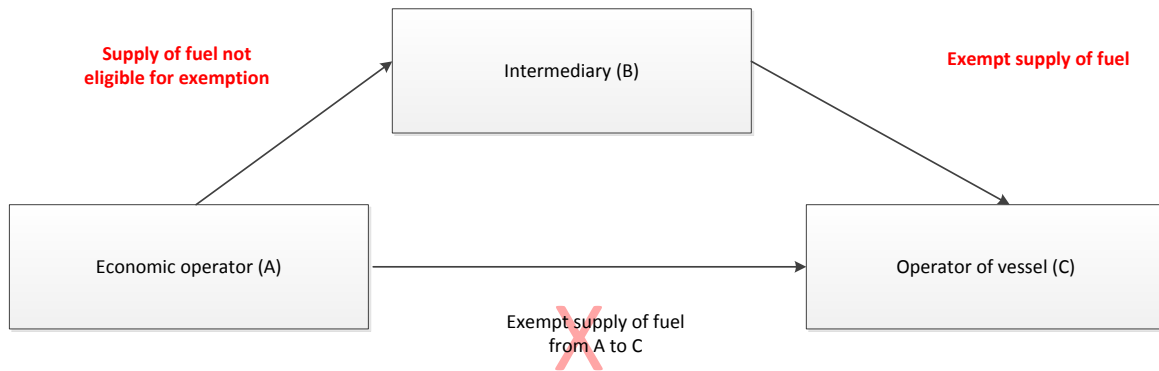 Supply of fuel not
eligible for exemption
Intermediary (B)
Exempt supply of fuel
Economic operator (A)
Operator of vessel (C)
Exempt supply of fuel
from A to C
X